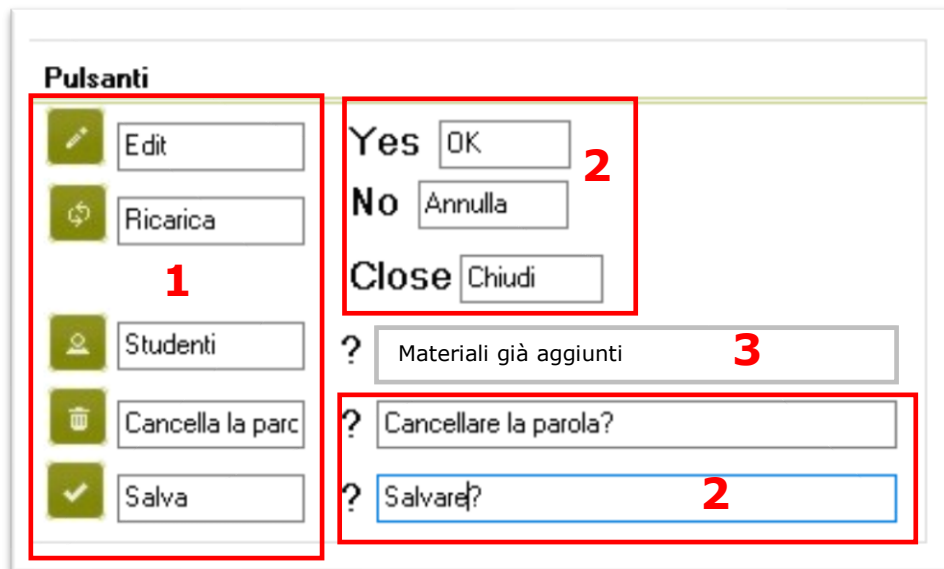 Pulsanti
Edit
Yes OK
2
Ricarica
No Annulla
1
Close Chiudi
Studenti
? Materiali già aggiunti 3
Cancella la parc
? Cancellare la parola?
Salva
? Salvare? 2